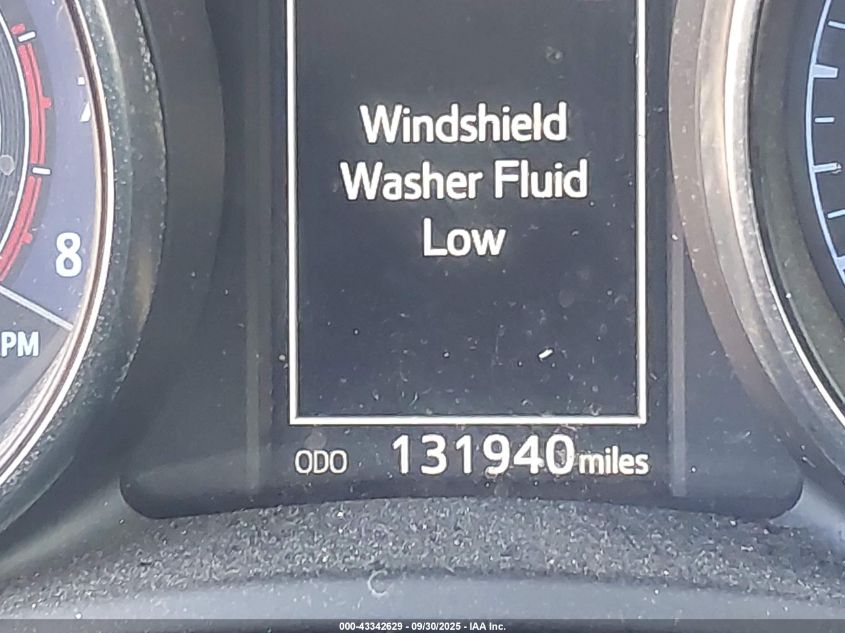 Windshield
Washer Fluid
Low
8
PM
ODO 131940 miles
000-43342629 - 09/30/2025 - IAA Inc.